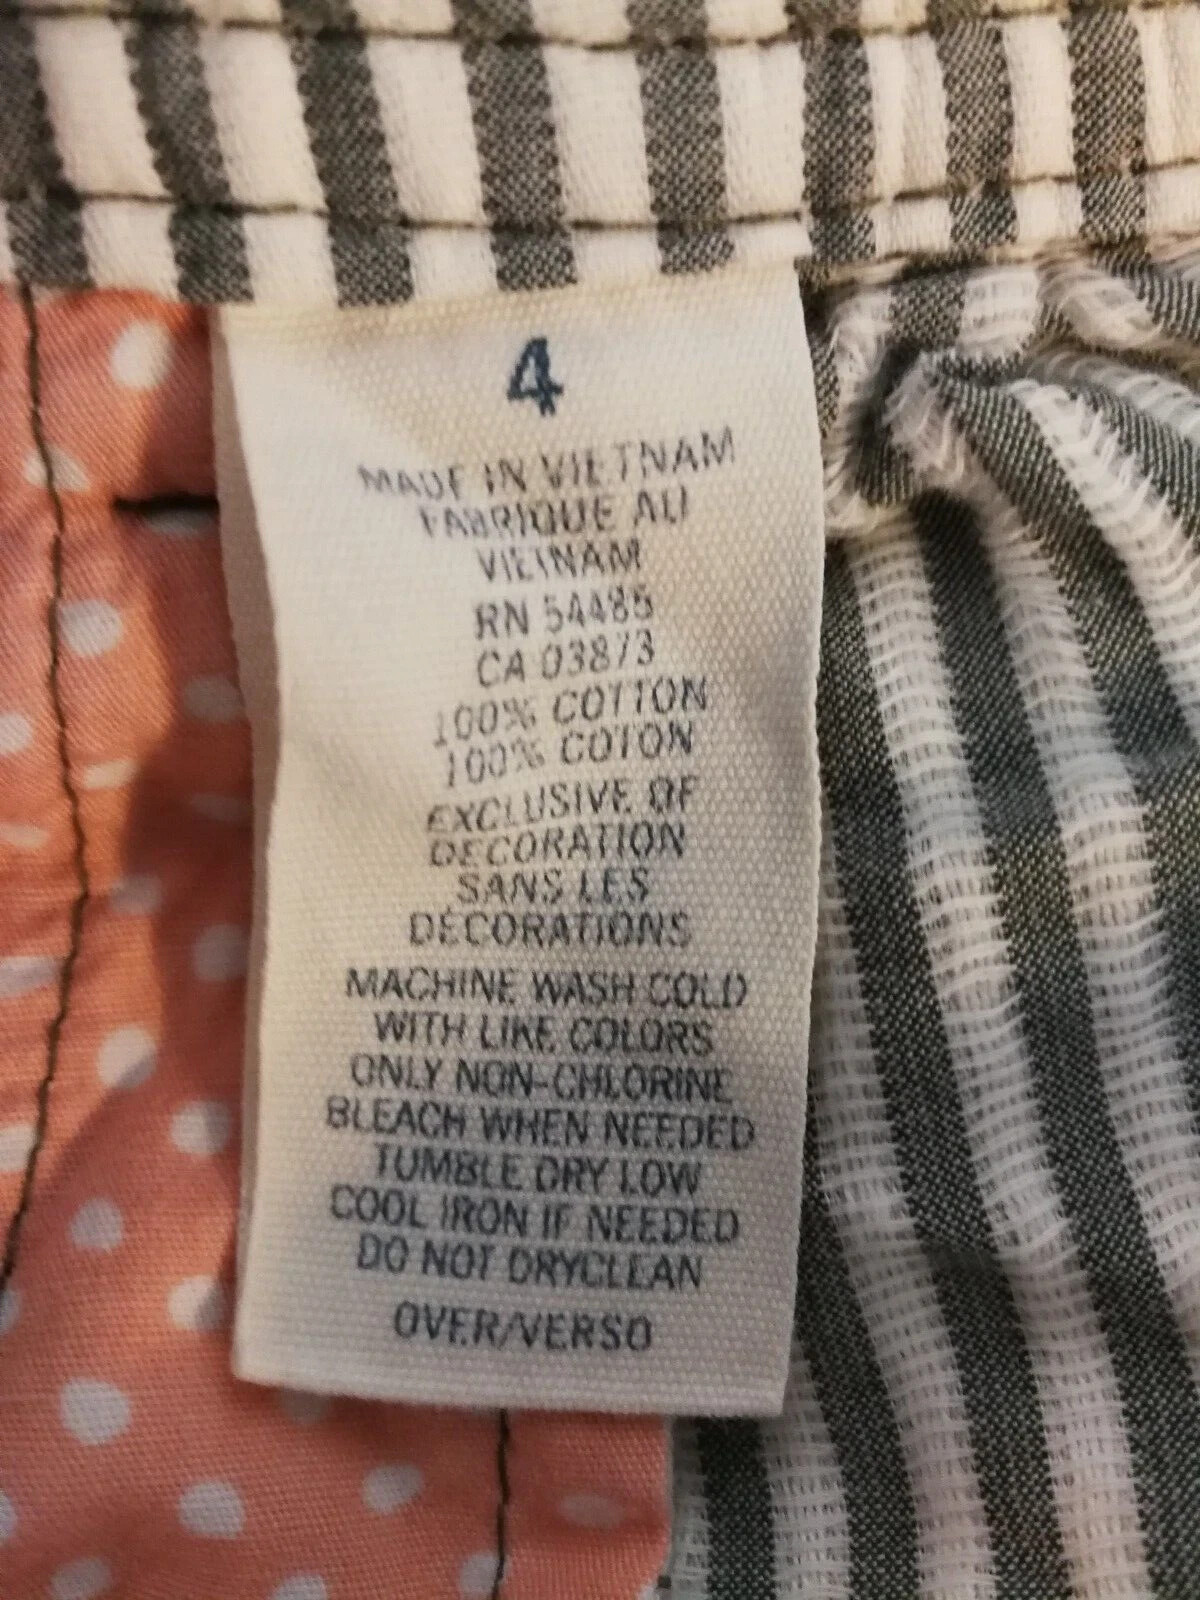 4
MADE IN VIETNAM
FABRIQUE AU
VIETNAM
RN 54485
CA 03873
100% COTTON
100% COTON
EXCLUSIVE OF
DECORATION
SANS LES
DÉCORATIONS
MACHINE WASH COLD
WITH LIKE COLORS
ONLY NON-CHLORINE
BLEACH WHEN NEEDED
TUMBLE DRY LOW
COOL IRON IF NEEDED
DO NOT DRYCLEAN
OVER/VERSO